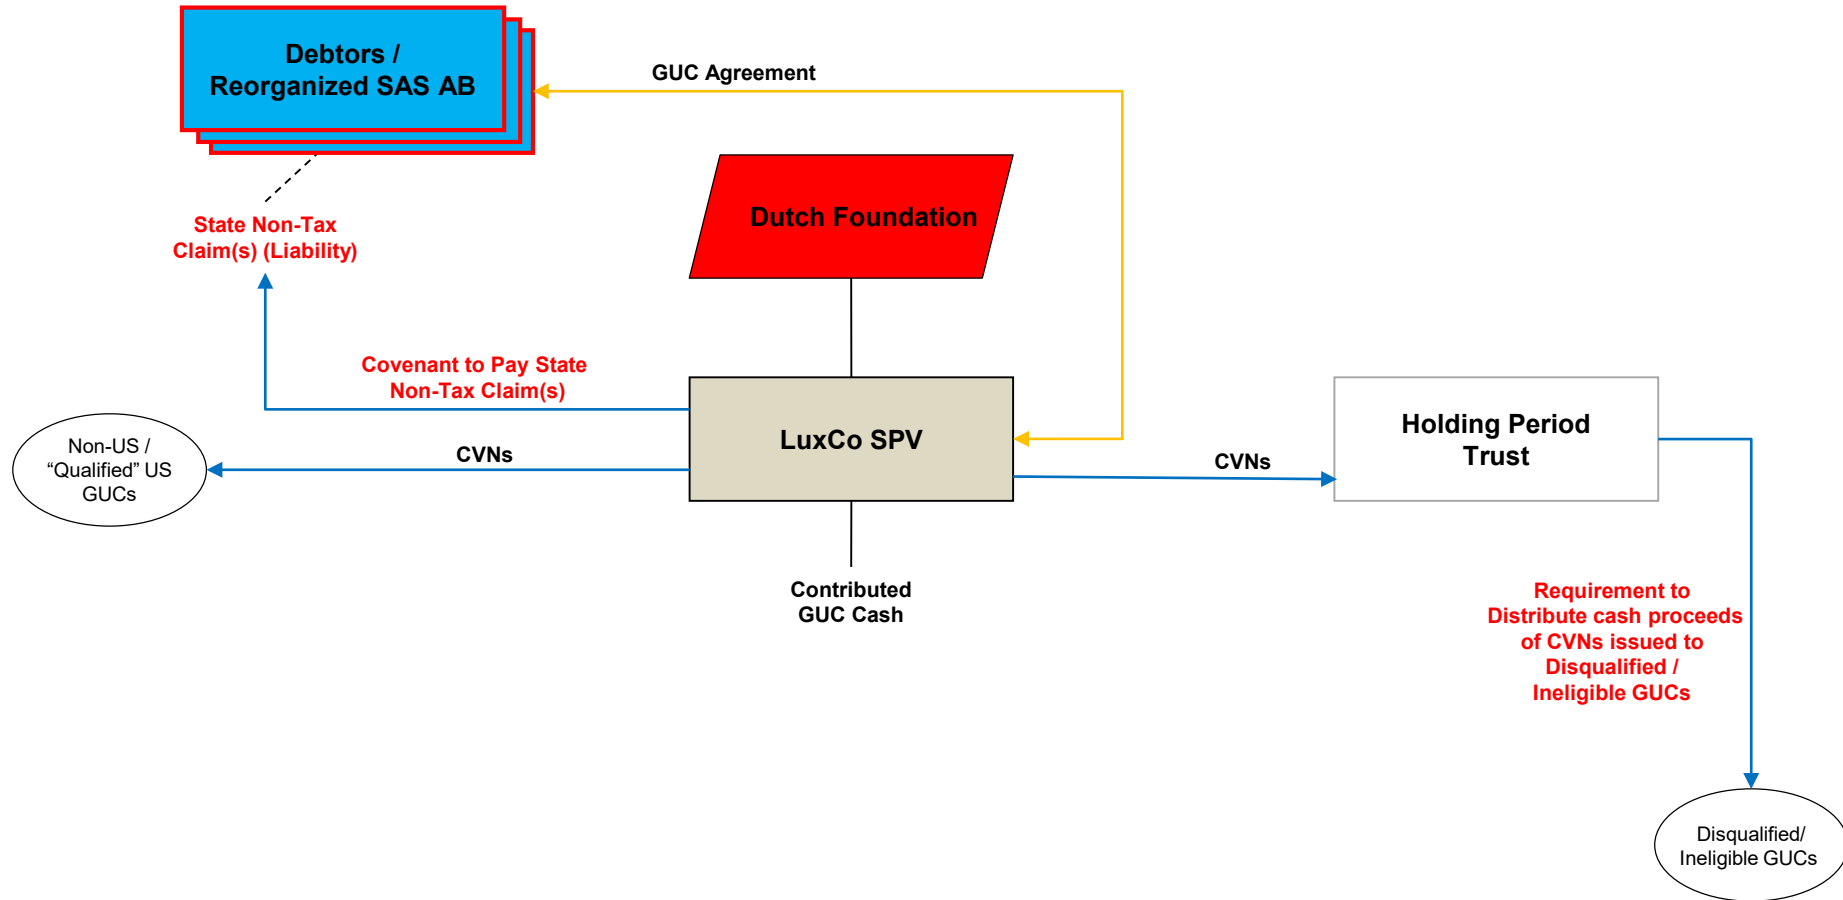 Debtors /
Reorganized SAS AB
GUC Agreement
Dutch Foundation
State Non-Tax
Claim(s) (Liability)
Covenant to Pay State
Non-Tax Claim(s)
LuxCo SPV
Holding Period
Trust
Non-US /
“Qualified” US
GUCs
CVNs
CVNs
Contributed
GUC Cash
Requirement to
Distribute cash proceeds
of CVNs issued to
Disqualified /
Ineligible GUCs
Disqualified/
Ineligible GUCs